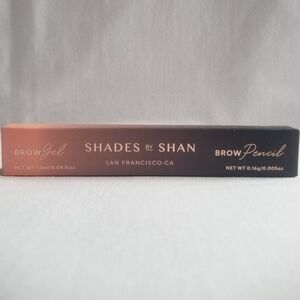 BROW Gel
NET WT 1.3ml/0.04 fl oz.
SHADES BY SHAN
SAN FRANCISCO-CA
BROW Pencil
NET WT 0.16g/0.005oz.